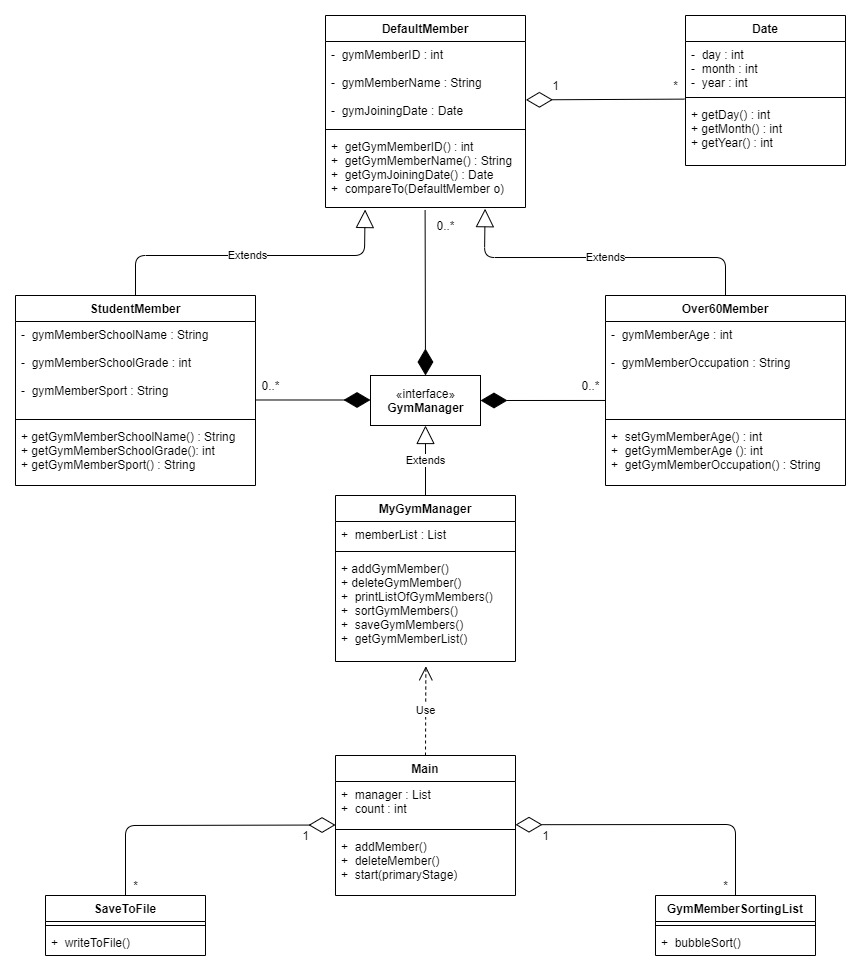 DefaultMember
- gymMemberID : int
- gymMemberName : String
- gymJoiningDate : Date
+ getGymMemberID() : int
+ getGymMemberName() : String
+ getGymJoiningDate() : Date
+ compareTo(DefaultMember o)
1
*
Date
- day : int
- month : int
- year : int
+ getDay() : int
+ getMonth() : int
+ getYear() : int
0..*
Extends
Extends
StudentMember
- gymMemberSchoolName : String
- gymMemberSchoolGrade : int
- gymMemberSport : String
+ getGymMemberSchoolName() : String
+ getGymMemberSchoolGrade(): int
+ getGymMemberSport() : String
0..*
«interface»
GymManager
0..*
Over60Member
- gymMemberAge : int
- gymMemberOccupation : String
+ setGymMemberAge() : int
+ getGymMemberAge (): int
+ getGymMemberOccupation() : String
Extends
MyGymManager
+ memberList : List
+ addGymMember()
+ deleteGymMember()
+ printListOfGymMembers()
+ sortGymMembers()
+ saveGymMembers()
+ getGymMemberList()
Use
Main
+ manager : List
+ count : int
+ addMember()
+ deleteMember()
+ start(primaryStage)
1
1
*
*
SaveToFile
+ writeToFile()
GymMemberSortingList
+ bubbleSort()